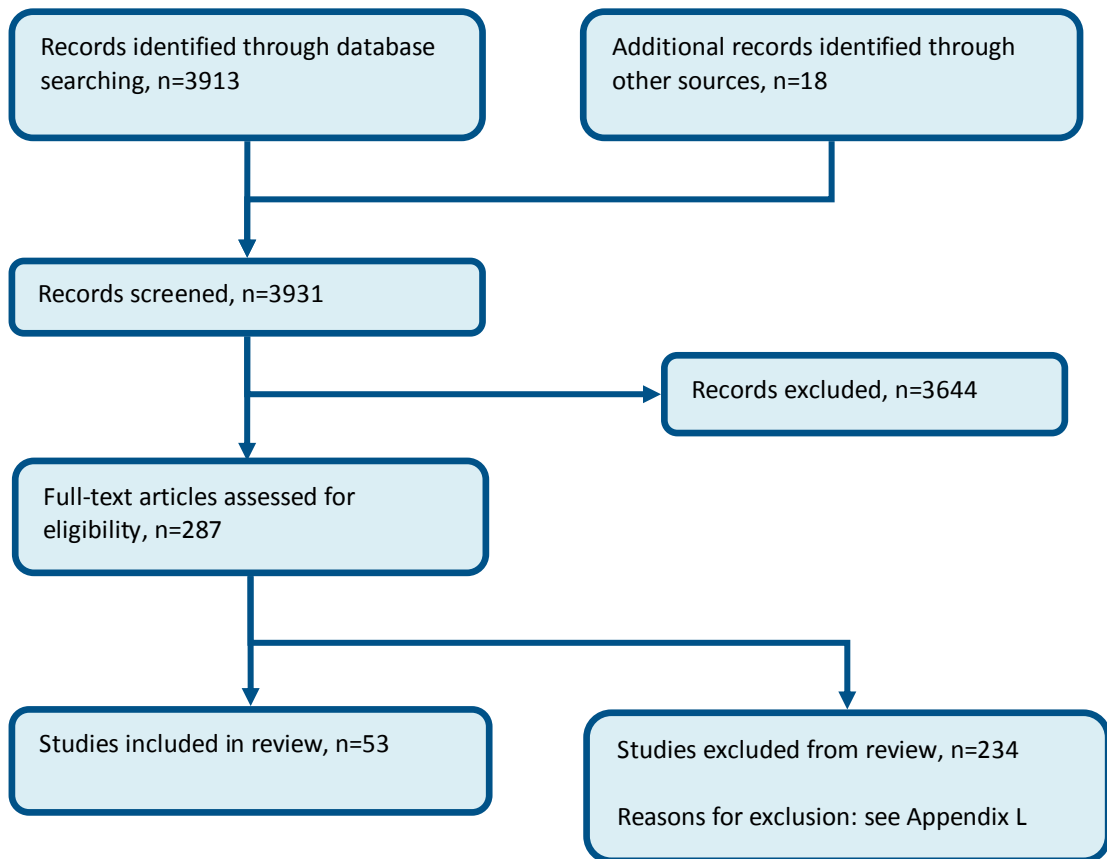 Records identified through database
searching, n=3913
Additional records identified through
other sources, n=18
Records screened, n=3931
Records excluded, n=3644
Full-text articles assessed for
eligibility, n=287
Studies included in review, n=53
Studies excluded from review, n=234
Reasons for exclusion: see Appendix L